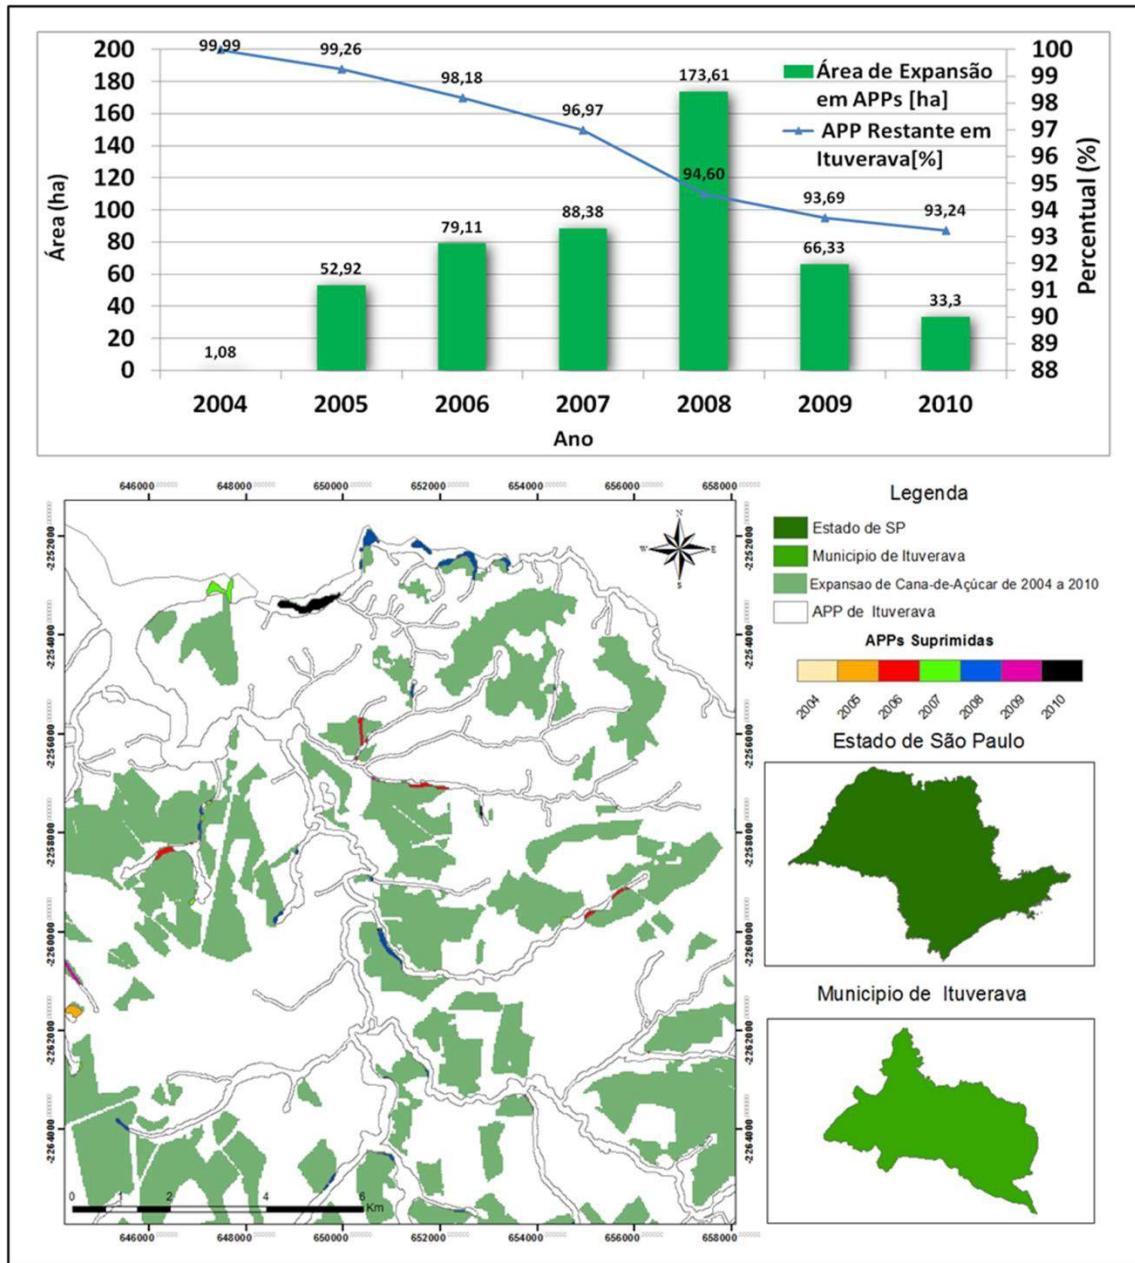 200
180
160
140
120
100
80
60
40
20
0
Área (ha)
99,99
99,26
98,18
96,97
94,60
93,69
93,24
1,08
52,92
79,11
88,38
173,61
66,33
33,3
Área de Expansão
em APPs [ha]
APP Restante em
Ituverava[%]
100
99
98
97
96
95
94
93
92
91
90
89
88
Percentual (%)
2004 2005 2006 2007 2008 2009 2010
Ano
646000 648000 650000 652000 654000 656000 658000
-2252000
-2254000
-2256000
-2258000
-2260000
-2262000
-2264000
N
W E
S
0 1 2 4 6
Km
646000 648000 650000 652000 654000 656000 658000
-2252000
-2254000
-2256000
-2258000
-2260000
-2262000
-2264000
Legenda
Estado de SP
Municipio de Ituverava
Expansao de Cana-de-Açúcar de 2004 a 2010
APP de Ituverava
APPs Suprimidas
2004 2005 2006 2007 2008 2009 2010
Estado de São Paulo
Municipio de Ituverava